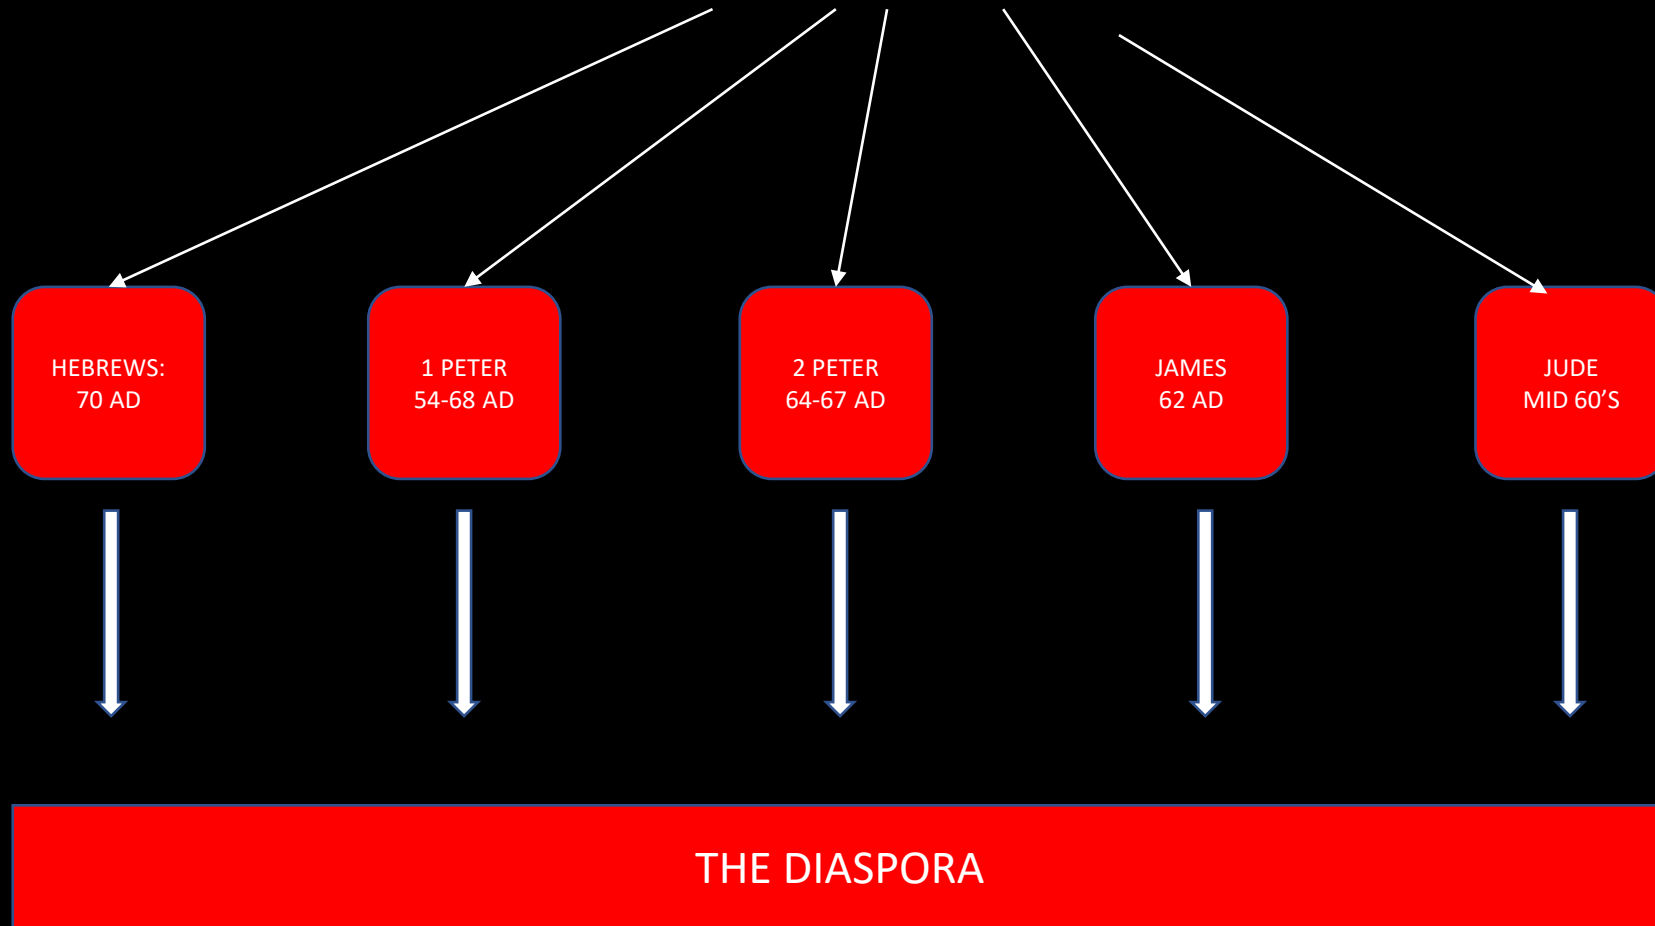 HEBREWS:
70 AD
1 PETER
54-68 AD
2 PETER
64-67 AD
JAMES
62 AD
JUDE
MID 60’S
THE DIASPORA